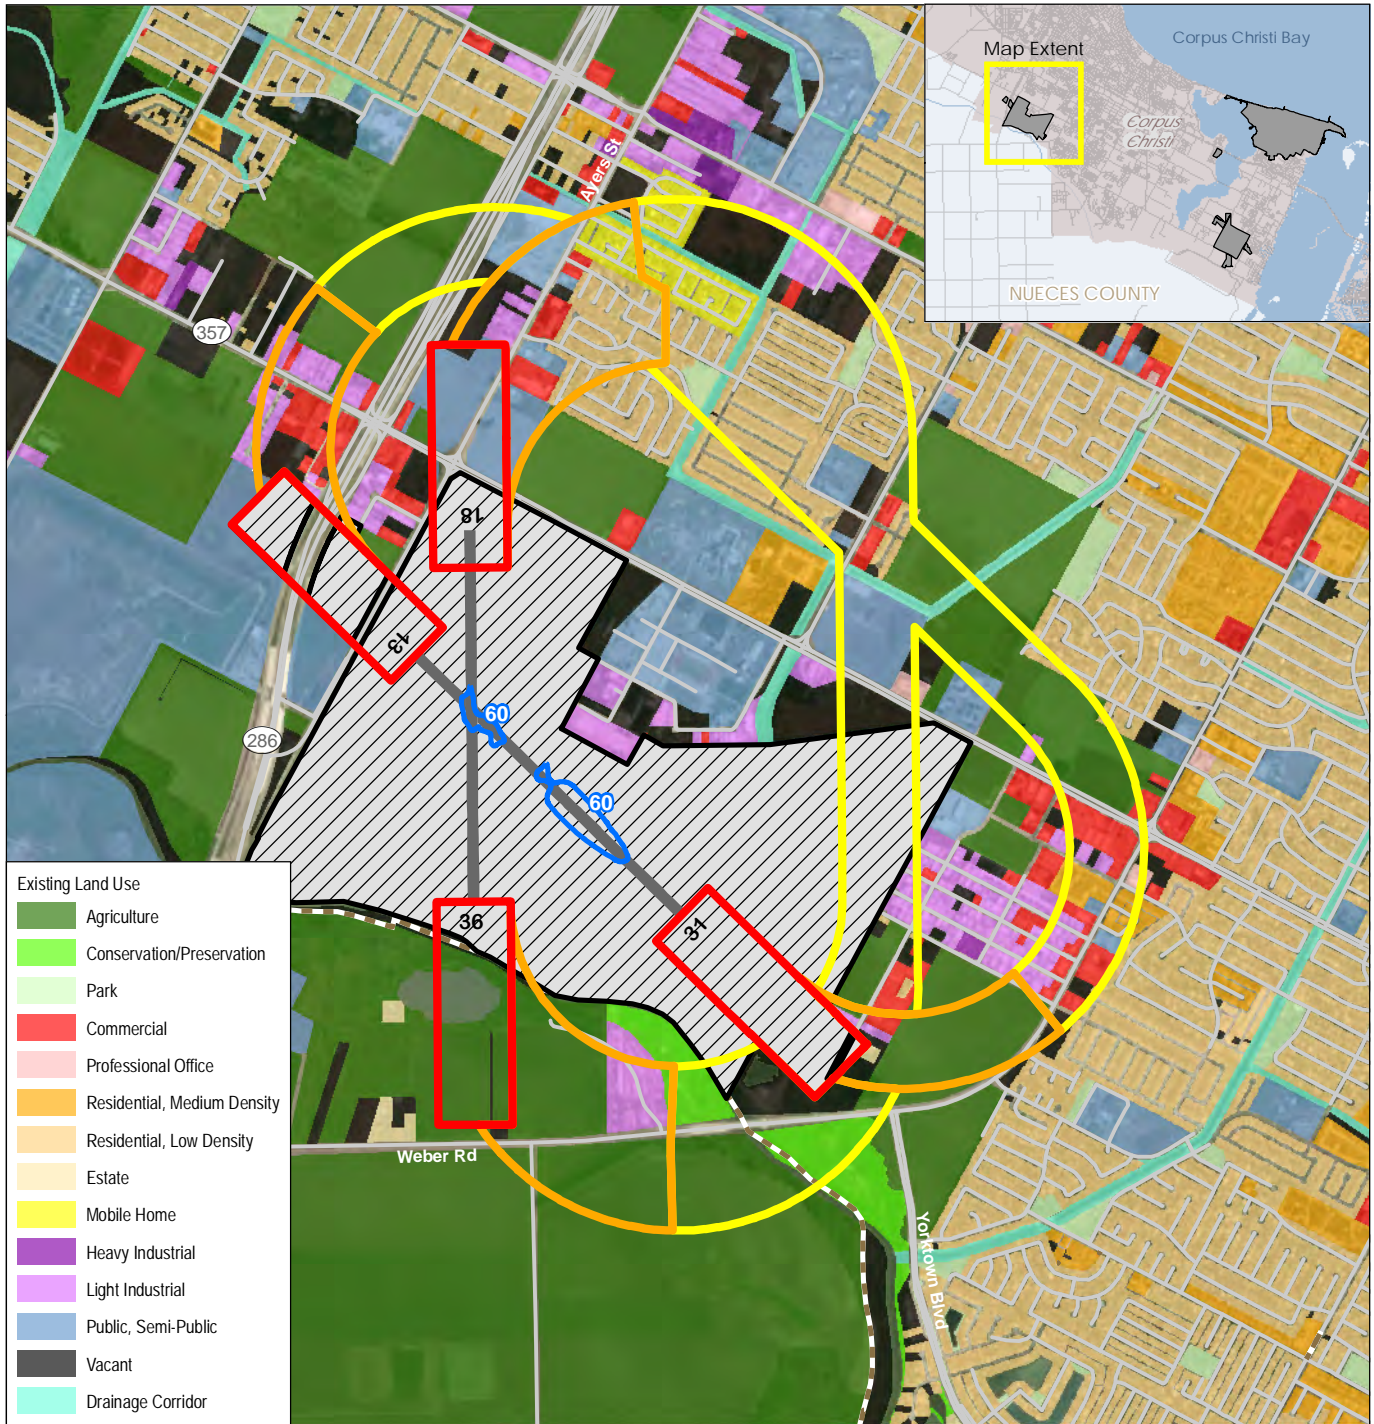 Corpus Christi Bay
Map Extent
Corpus
Christi
NUECES COUNTY
Ayers St
357
18
13
60
286
60
36
31
Weber Rd
Yorktown Blvd
Existing Land Use
Agriculture
Conservation/Preservation
Park
Commercial
Professional Office
Residential, Medium Density
Residential, Low Density
Estate
Mobile Home
Heavy Industrial
Light Industrial
Public, Semi-Public
Vacant
Drainage Corridor